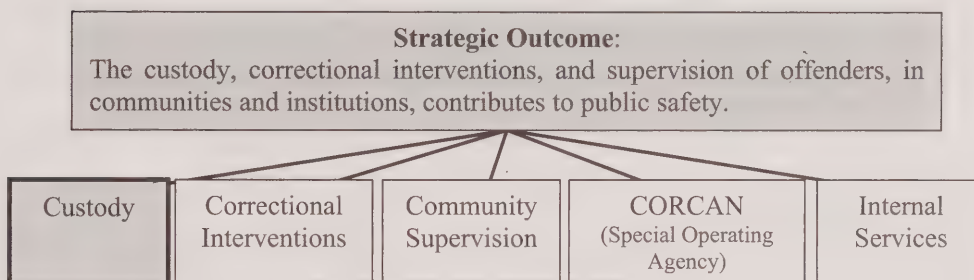 Strategic Outcome:
The custody, correctional interventions, and supervision of offenders, in
communities and institutions, contributes to public safety.
Custody
Correctional
Interventions
Community
Supervision
CORCAN
(Special Operating
Agency)
Internal
Services